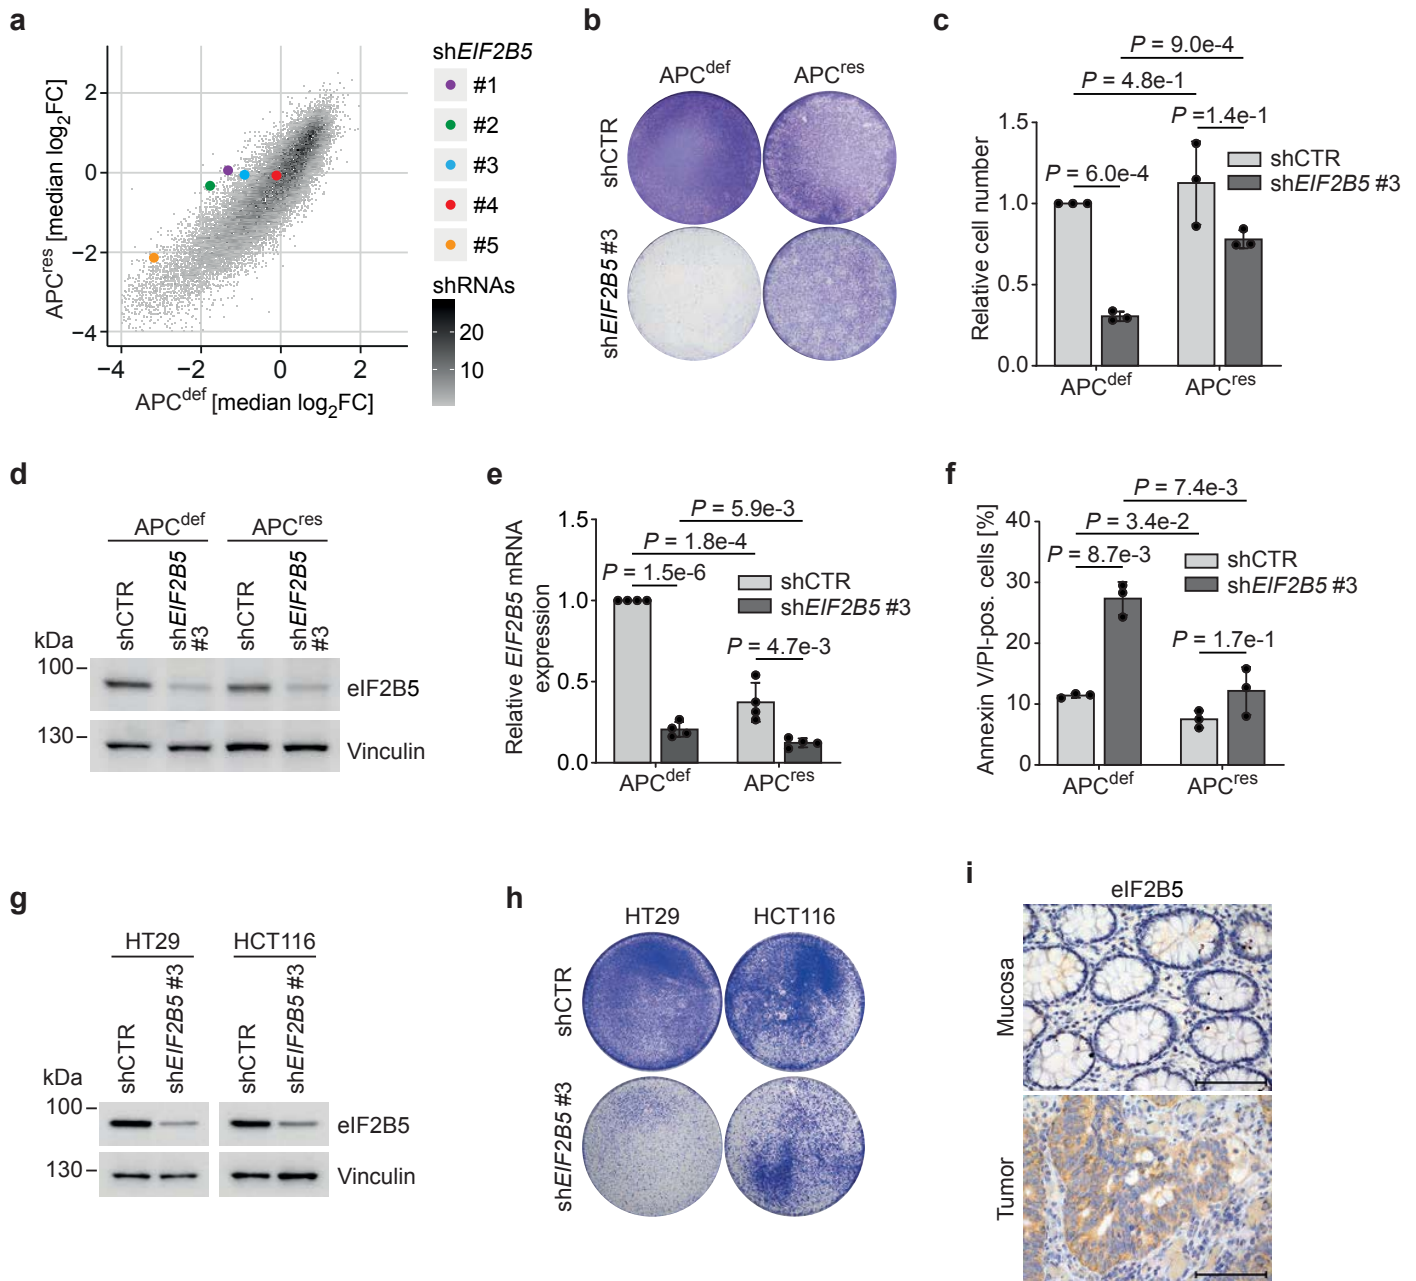 a
APCres [median log2FC]
2
0
−2
−4
−4
−2
0
2
APCdef [median log2FC]
shEIF2B5
#1
#2
#3
#4
#5
shRNAs
20
10
b
APCdef
APCres
shCTR
shEIF2B5 #3
c
P = 9.0e-4
P = 4.8e-1
P =1.4e-1
P = 6.0e-4
shCTR
shEIF2B5 #3
Relative cell number
1.5
1.0
0.5
0.0
APCdef
APCres
d
APCdef
APCres
shCTR
shEIF2B5 #3
shCTR
shEIF2B5 #3
kDa
100
eIF2B5
130
Vinculin
e
P = 5.9e-3
P = 1.8e-4
P = 1.5e-6
P = 4.7e-3
shCTR
shEIF2B5 #3
Relative EIF2B5 mRNA
expression
1.5
1.0
0.5
0.0
APCdef
APCres
f
P = 7.4e-3
P = 3.4e-2
P = 8.7e-3
P = 1.7e-1
shCTR
shEIF2B5 #3
Annexin V/PI-pos. cells [%]
40
30
20
10
0
APCdef
APCres
g
HT29
HCT116
shCTR
shEIF2B5 #3
shCTR
shEIF2B5 #3
kDa
100
eIF2B5
130
Vinculin
h
HT29
HCT116
shCTR
shEIF2B5 #3
i
eIF2B5
Mucosa
Tumor